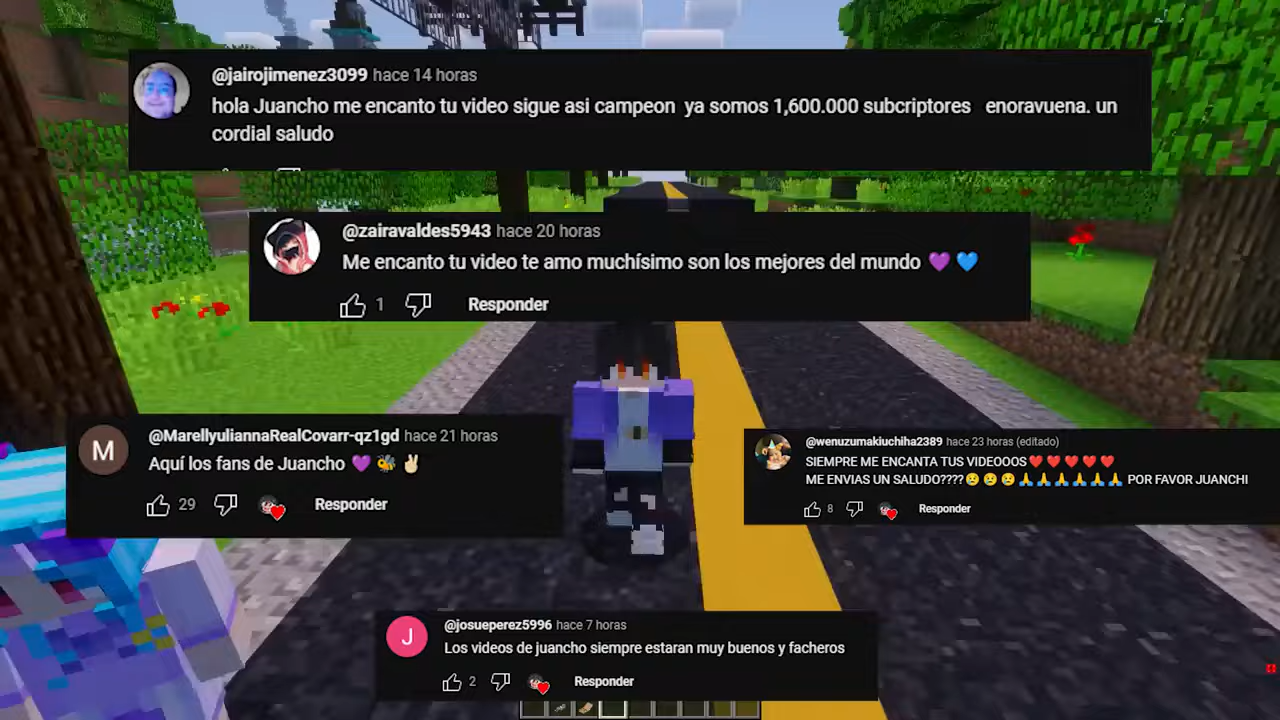 @jairojimenez3099 hace 14 horas
hola Juancho me encanto tu video sigue asi campeon ya somos 1,600.000 subcriptores enoravuena. un
cordial saludo
@zairavaldes5943 hace 20 horas
Me encanto tu video te amo muchísimo son los mejores del mundo 💜 💙
1 Responder
@MarellyuliannaRealCovarr-qz1gd hace 21 horas
Aquí los fans de Juancho 💜 🐝 ✌🏻
29 Responder
@wenuzumakiuchiha2389 hace 23 horas (editado)
SIEMPRE ME ENCANTA TUS VIDEOOOS❤️❤️❤️❤️❤️
ME ENVIAS UN SALUDO????😢😢😢🙏🙏🙏🙏🙏🙏 POR FAVOR JUANCHI
8 Responder
J
@josueperez5996 hace 7 horas
Los videos de juancho siempre estaran muy buenos y facheros
2 Responder
M